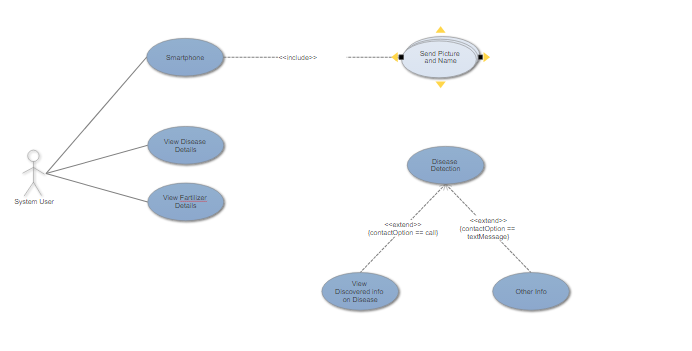 Smartphone
<<include>>
Send Picture
and Name
View Disease
Details
Disease
Detection
System User
View Fartilizer
Details
<<extend>>
{contactOption == call}
<<extend>>
{contactOption ==
textMessage}
View
Discovered info
on Disease
Other Info